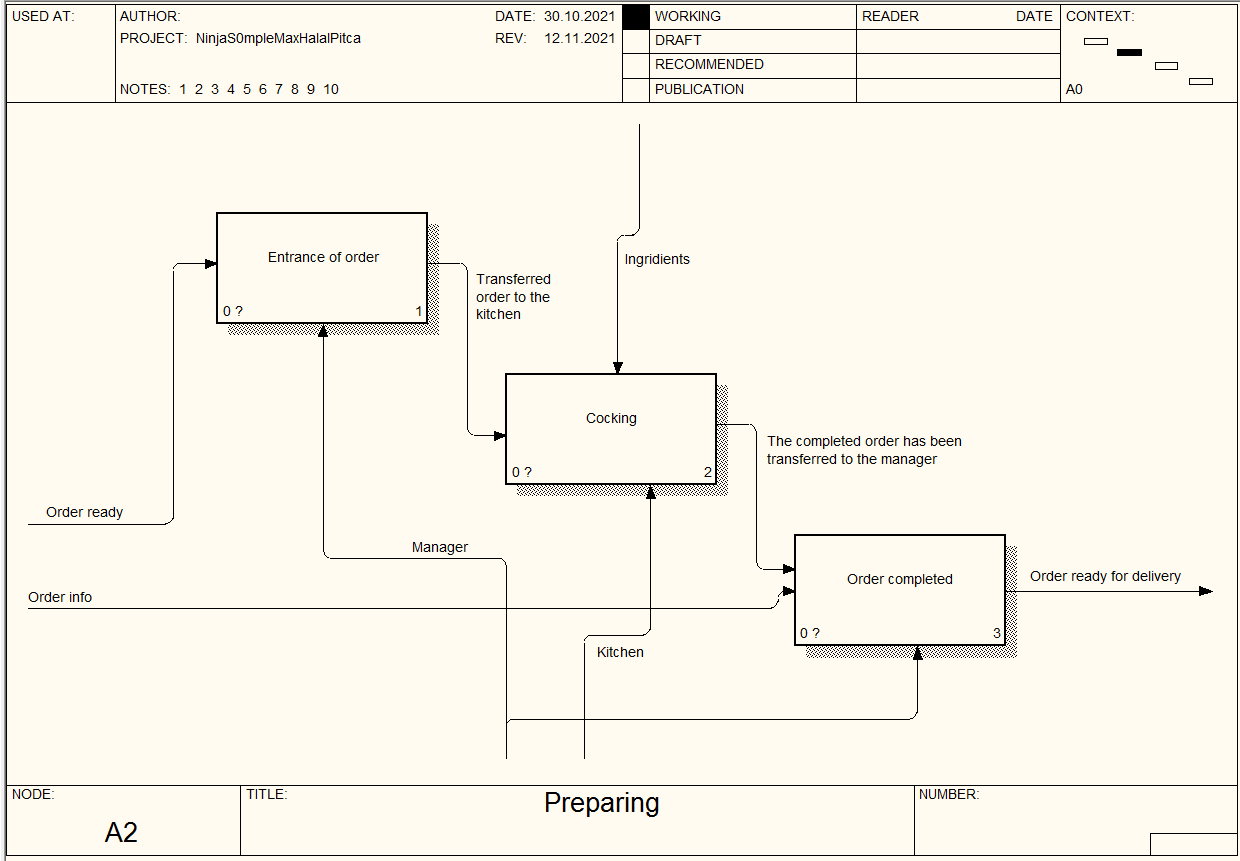 USED AT:
AUTHOR:
DATE: 30.10.2021
PROJECT: NinjaS0mpleMaxHalalPitca
REV: 12.11.2021
NOTES: 1 2 3 4 5 6 7 8 9 10
WORKING
DRAFT
RECOMMENDED
PUBLICATION
READER DATE
CONTEXT:
A0
Entrance of order
0 ? 1
Ingridients
Transferred
order to the
kitchen
Cocking
0 ? 2
The completed order has been
transferred to the manager
Order ready
Manager
Order completed
0 ? 3
Order ready for delivery
Order info
Kitchen
NODE:
A2
TITLE:
Preparing
NUMBER: